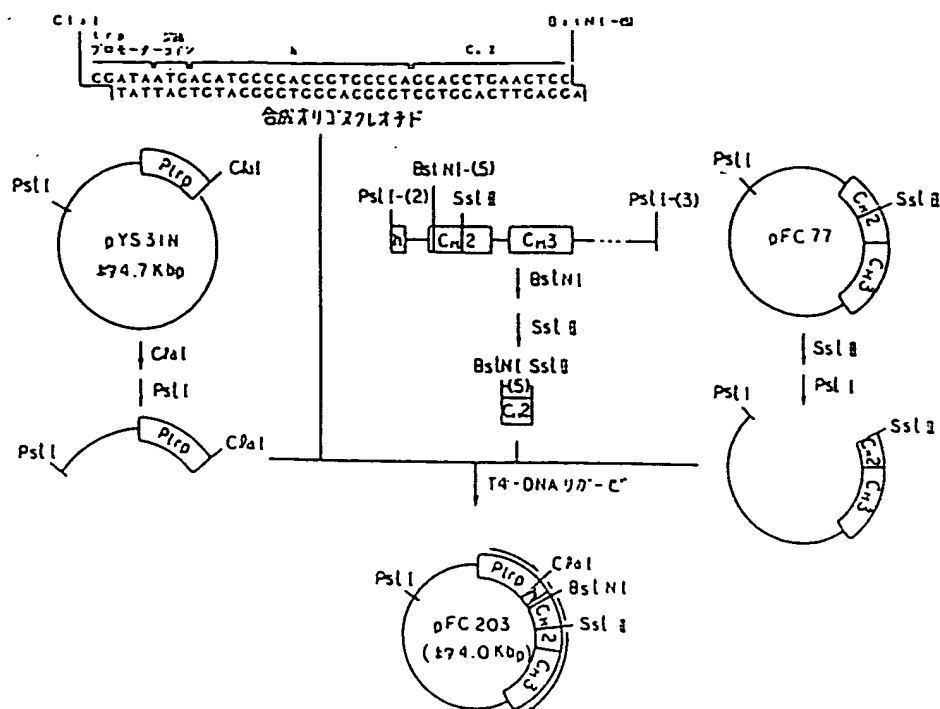 ClaI
BstNI-(5)
trp
プロモーター
C
CGATAATGACATGCCCACCGTGCCCAGCACCTGAACTCC
TATTACTGTACGGGTGGCACGGGTCGTGGACTTGAGGA
合成オリゴヌクレオチド
PstI
Ptrp
ClaI
pYS31N
約4.7Kbp
ClaI
PstI
PstI
Ptrp
ClaI
BstNI-(5)
PstI-(2)
SstII
PstI-(3)
h
CH2
CH3
BstNI
SstII
BstNI SstII
(5)
C2
PstI
CH2
SstII
pFC77
CH3
SstII
PstI
PstI
SstII
CH2
CH3
T4-DNAリガーゼ
PstI
Ptrp
ClaI
BstNI
CH2
SstII
pFC203
(約4.0Kbp)
CH3